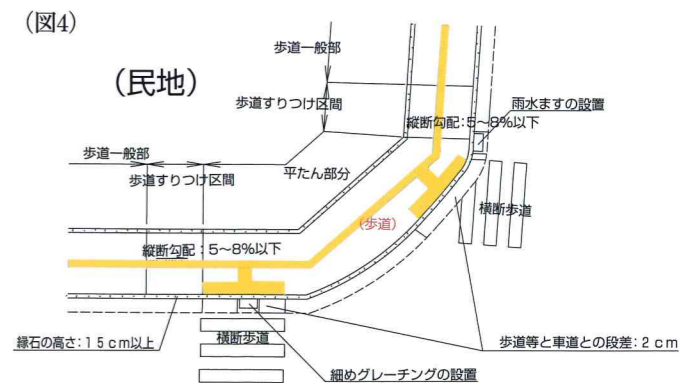 (図4)
歩道一般部
(民地)
歩道すりつけ区間
雨水ますの設置
縦断勾配:5~8%以下
歩道一般部
平たん部分
歩道すりつけ区間
横断歩道
(歩道)
縦断勾配:5~8%以下
縁石の高さ:15cm以上
横断歩道
歩道等と車道との段差:2cm
細めグレーチングの設置